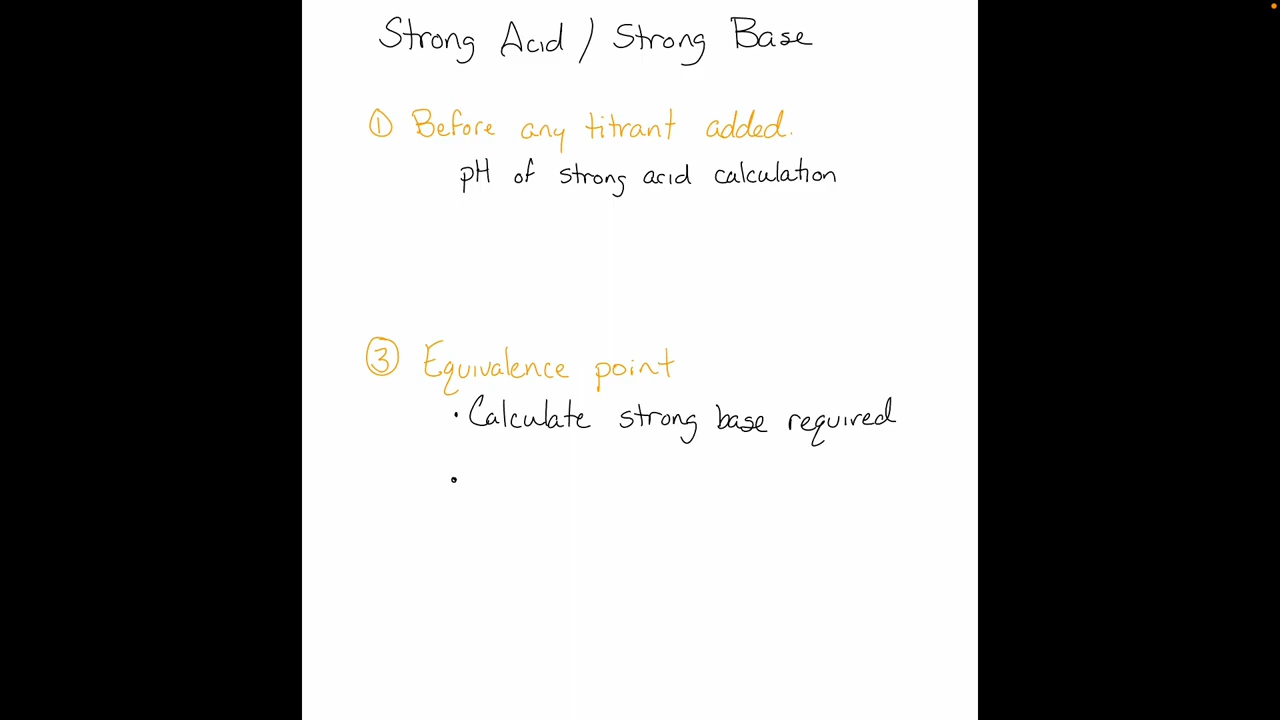 Strong Acid / Strong Base
① Before any titrant added.
pH of strong acid calculation
③ Equivalence point
• Calculate strong base required
•